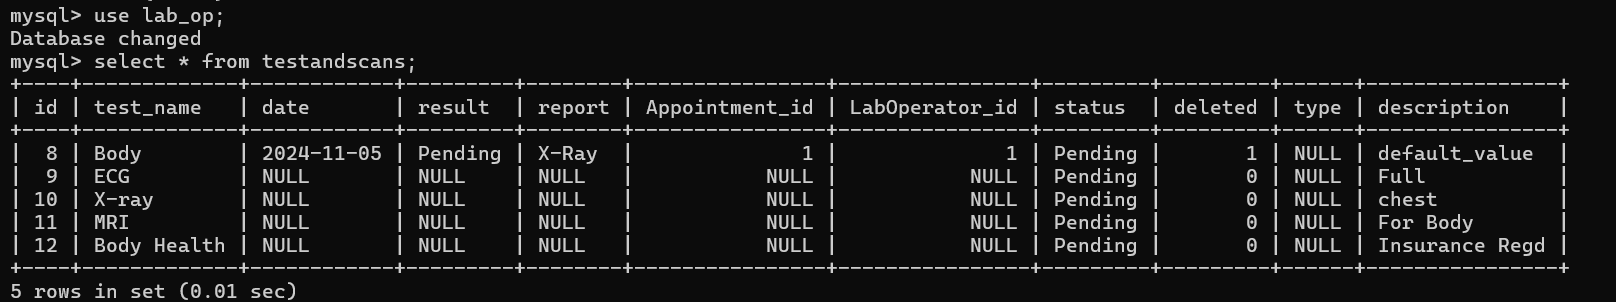 mysql> use lab_op;
Database changed
mysql> select * from testandscans;
+----+-------------+------------+---------+--------+----------------+----------------+---------+---------+------+----------------+
| id | test_name   | date       | result  | report | Appointment_id | LabOperator_id | status  | deleted | type | description    |
+----+-------------+------------+---------+--------+----------------+----------------+---------+---------+------+----------------+
|  8 | Body        | 2024-11-05 | Pending | X-Ray  |              1 |              1 | Pending |       1 | NULL | default_value  |
|  9 | ECG         | NULL       | NULL    | NULL   |           NULL |           NULL | Pending |       0 | NULL | Full           |
| 10 | X-ray       | NULL       | NULL    | NULL   |           NULL |           NULL | Pending |       0 | NULL | chest          |
| 11 | MRI         | NULL       | NULL    | NULL   |           NULL |           NULL | Pending |       0 | NULL | For Body       |
| 12 | Body Health | NULL       | NULL    | NULL   |           NULL |           NULL | Pending |       0 | NULL | Insurance Regd |
+----+-------------+------------+---------+--------+----------------+----------------+---------+---------+------+----------------+
5 rows in set (0.01 sec)